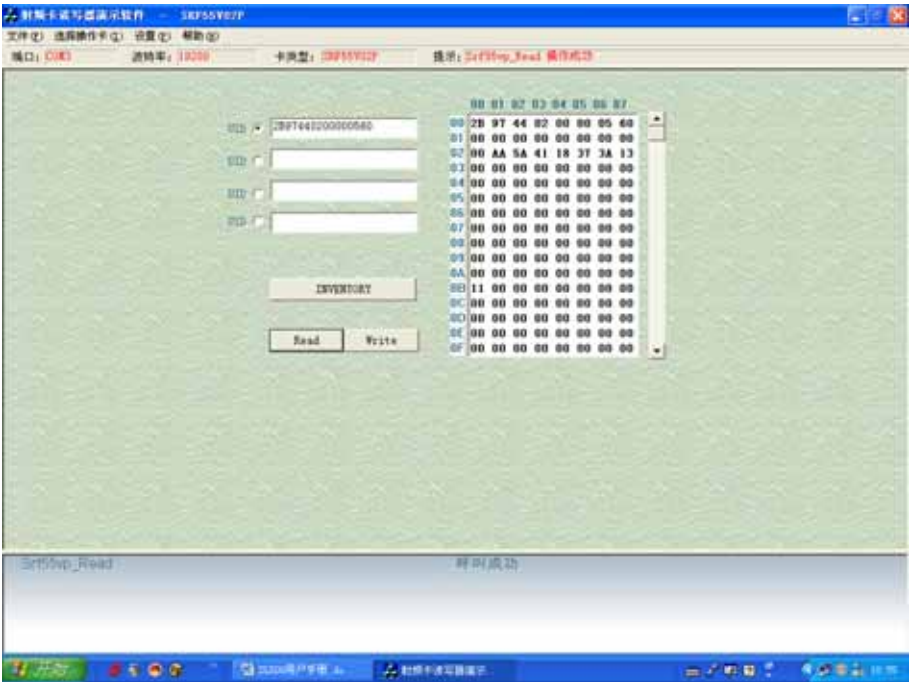 射频卡读写器演示软件 - SRF55V02P
文件(F) 选择操作卡(C) 设置(P) 帮助(H)
端口: COM3 波特率: 19200 卡类型: SRF55V02P 提示: Srf55vp_Read 操作成功
00 01 02 03 04 05 06 07
UID 2B97440200000560
UID
UID
UID
00 2B 97 44 02 00 00 05 60
01 00 00 00 00 00 00 00 00
02 00 AA 5A 41 18 37 3A 13
03 00 00 00 00 00 00 00 00
04 00 00 00 00 00 00 00 00
05 00 00 00 00 00 00 00 00
06 00 00 00 00 00 00 00 00
07 00 00 00 00 00 00 00 00
08 00 00 00 00 00 00 00 00
09 00 00 00 00 00 00 00 00
0A 00 00 00 00 00 00 00 00
0B 11 00 00 00 00 00 00 00
0C 00 00 00 00 00 00 00 00
0D 00 00 00 00 00 00 00 00
0E 00 00 00 00 00 00 00 00
0F 00 00 00 00 00 00 00 00
INVENTORY
Read Write
Srf55vp_Read 呼叫成功
开始 用户手册 射频卡读写器演示...